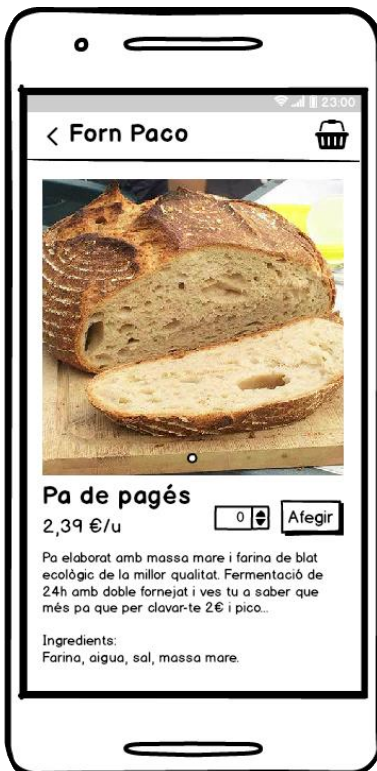 23:00
Forn Paco
Pa de pagés
2,39 €/u
0
Afegir
Pa elaborat amb massa mare i farina de blat
ecològic de la millor qualitat. Fermentació de
24h amb doble fornejat i ves tu a saber que
més pa que per clavar-te 2€ i pico...
Ingredients:
Farina, aigua, sal, massa mare.